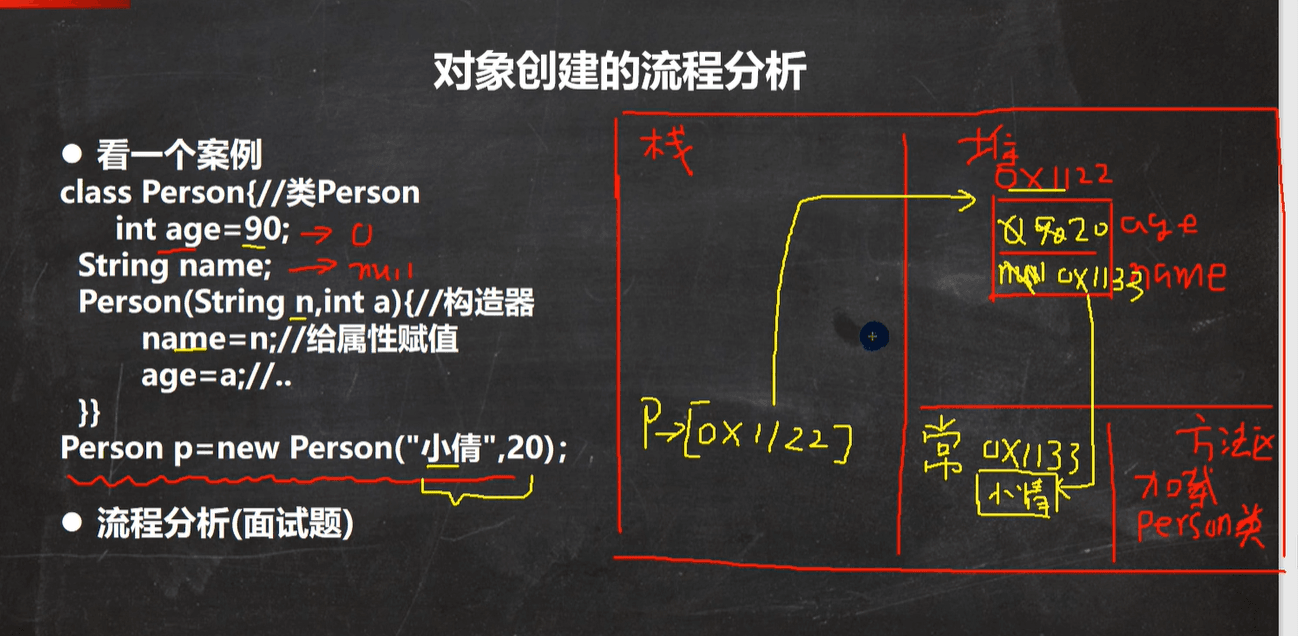 对象创建的流程分析
● 看一个案例
class Person{//类Person
int age=90; → 0
String name; → null
Person(String n,int a){//构造器
name=n;//给属性赋值
age=a;//..
}}
Person p=new Person("小倩",20);
● 流程分析(面试题)
栈
堆
0X1122
90 20 age
null 0X1133 name
P→[0X1122]
常 0X1133
小情
方法区
加载
Person类